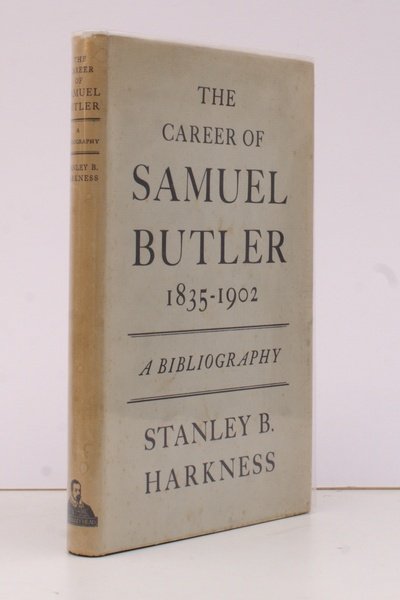 THE
CAREER OF
SAMUEL
BUTLER
1835-1902
A BIBLIOGRAPHY
STANLEY B.
HARKNESS
THE
CAREER
OF
SAMUEL
BUTLER
A
BIBLIOGRAPHY
STANLEY B.
HARKNESS